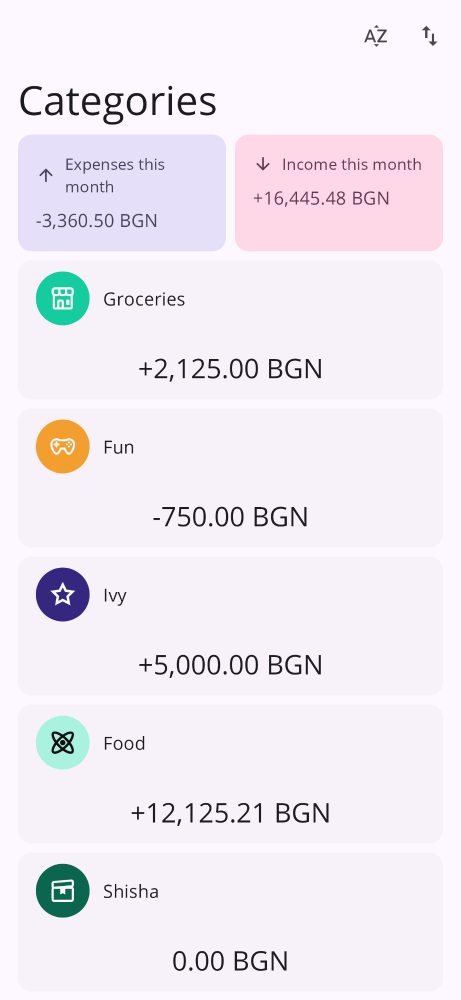 AZ
Categories
Expenses this
month
-3,360.50 BGN
Income this month
+16,445.48 BGN
Groceries
+2,125.00 BGN
Fun
-750.00 BGN
Ivy
+5,000.00 BGN
Food
+12,125.21 BGN
Shisha
0.00 BGN